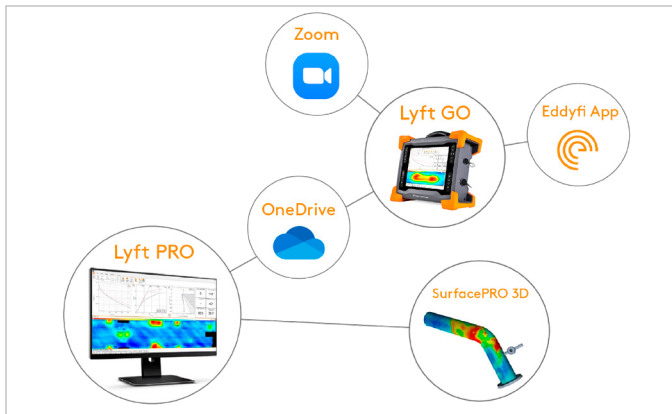 Zoom
Lyft GO
Eddyfi App
OneDrive
Lyft PRO
SurfacePRO 3D